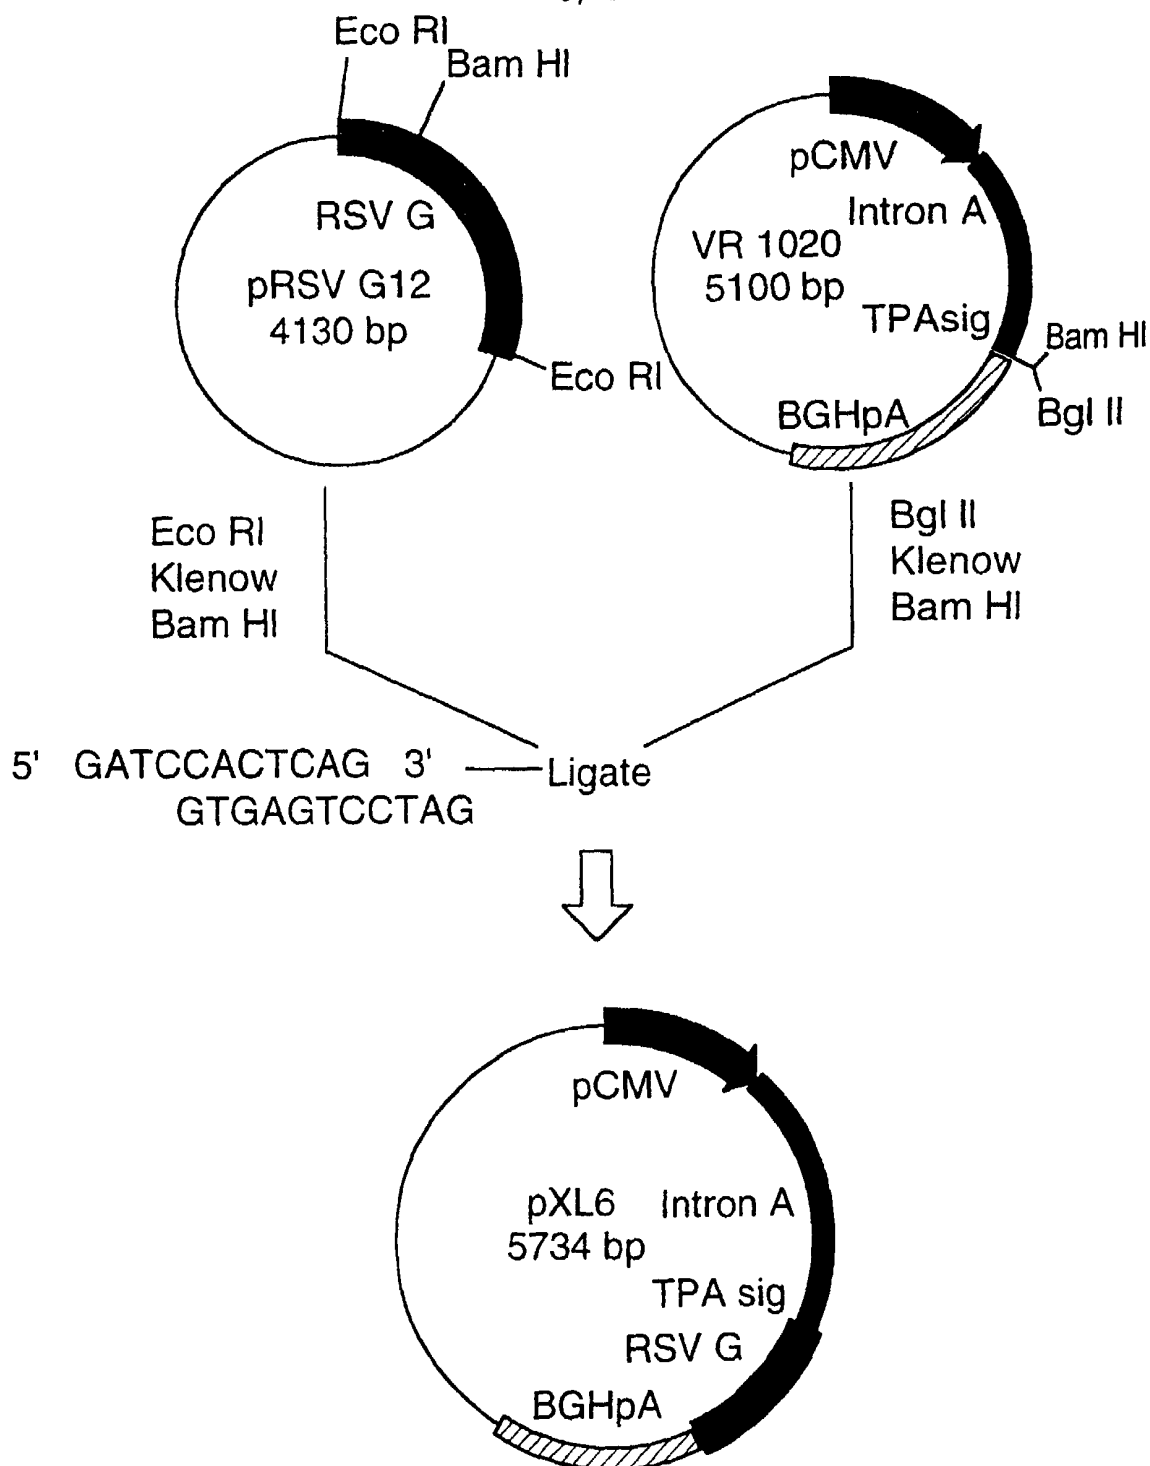 Eco RI
Bam HI
RSV G
pRSV G12
4130 bp
Eco RI
pCMV
Intron A
VR 1020
5100 bp
TPAsig
Bam HI
Bgl II
BGHpA
Eco RI
Klenow
Bam HI
Bgl II
Klenow
Bam HI
5' GATCCACTCAG 3'
GTGAGTCCTAG
Ligate
pCMV
pXL6
5734 bp
Intron A
TPA sig
RSV G
BGHpA